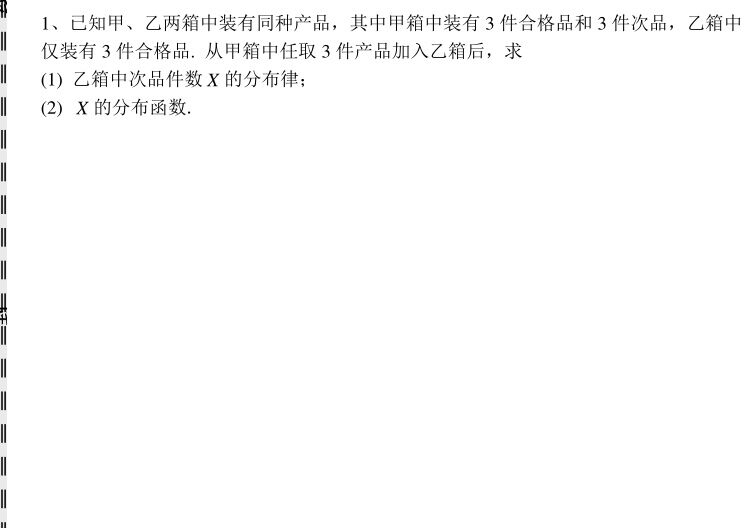 1、已知甲、乙两箱中装有同种产品，其中甲箱中装有 3 件合格品和 3 件次品，乙箱中
仅装有 3 件合格品. 从甲箱中任取 3 件产品加入乙箱后，求
(1) 乙箱中次品件数 X 的分布律；
(2) X 的分布函数.